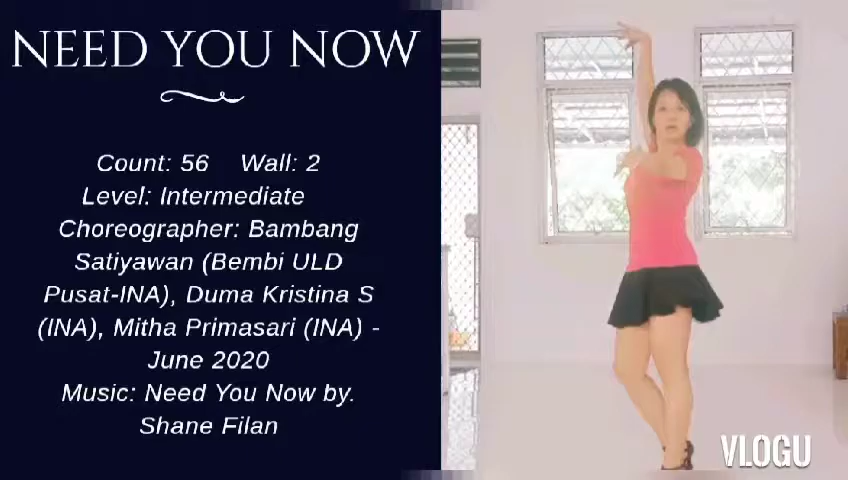 NEED YOU NOW
Count: 56 Wall: 2
Level: Intermediate
Choreographer: Bambang
Satiyawan (Bembi ULD
Pusat-INA), Duma Kristina S
(INA), Mitha Primasari (INA) -
June 2020
Music: Need You Now by.
Shane Filan
VLOGU